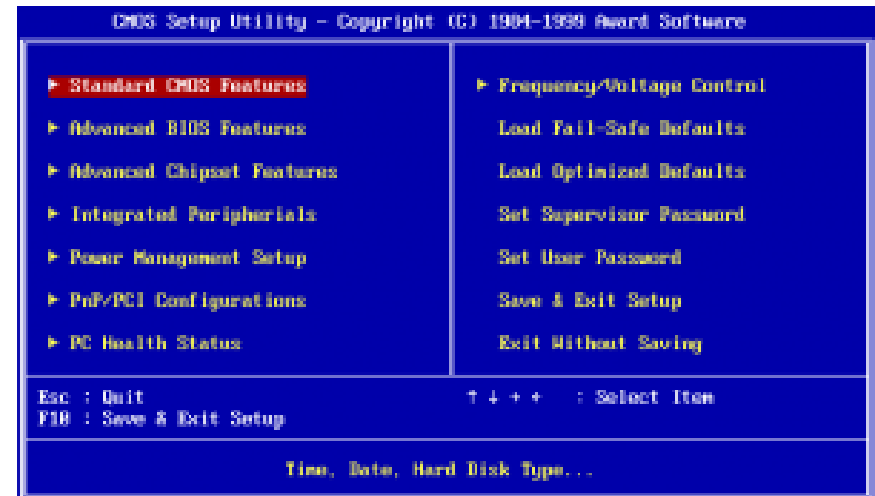 CMOS Setup Utility - Copyright (C) 1984-1999 Award Software
► Standard CMOS Features
► Advanced BIOS Features
► Advanced Chipset Features
► Integrated Peripherials
► Power Management Setup
► PnP/PCI Configurations
► PC Health Status
► Frequency/Voltage Control
Load Fail-Safe Defaults
Load Optimized Defaults
Set Supervisor Password
Set User Password
Save & Exit Setup
Exit Without Saving
Esc : Quit
F10 : Save & Exit Setup
↑ ↓ → ← : Select Item
Time, Date, Hard Disk Type...